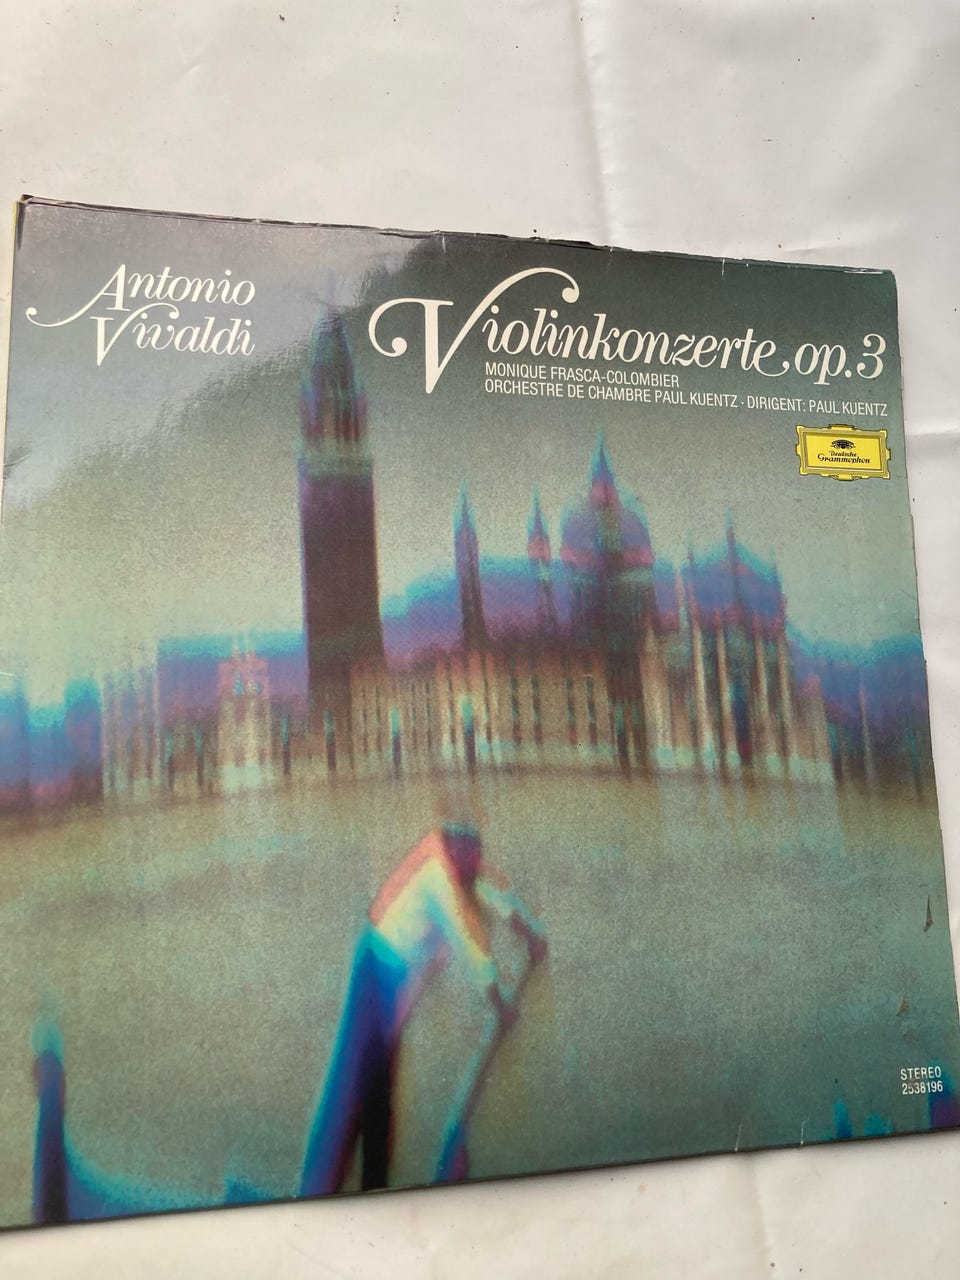 Antonio
Vivaldi
Violinkonzerte op.3
MONIQUE FRASCA-COLOMBIER
ORCHESTRE DE CHAMBRE PAUL KUENTZ · DIRIGENT: PAUL KUENTZ
Deutsche
Grammophon
STEREO
2538196